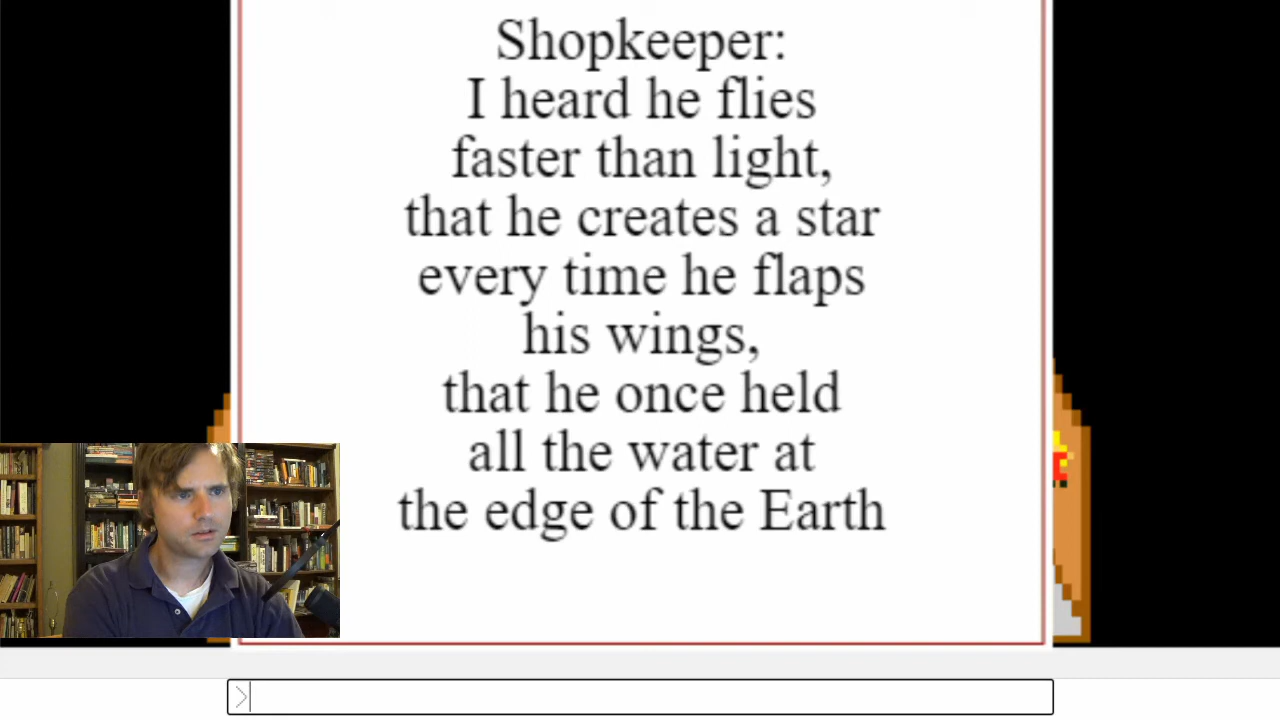 Shopkeeper:
I heard he flies
faster than light,
that he creates a star
every time he flaps
his wings,
that he once held
all the water at
the edge of the Earth